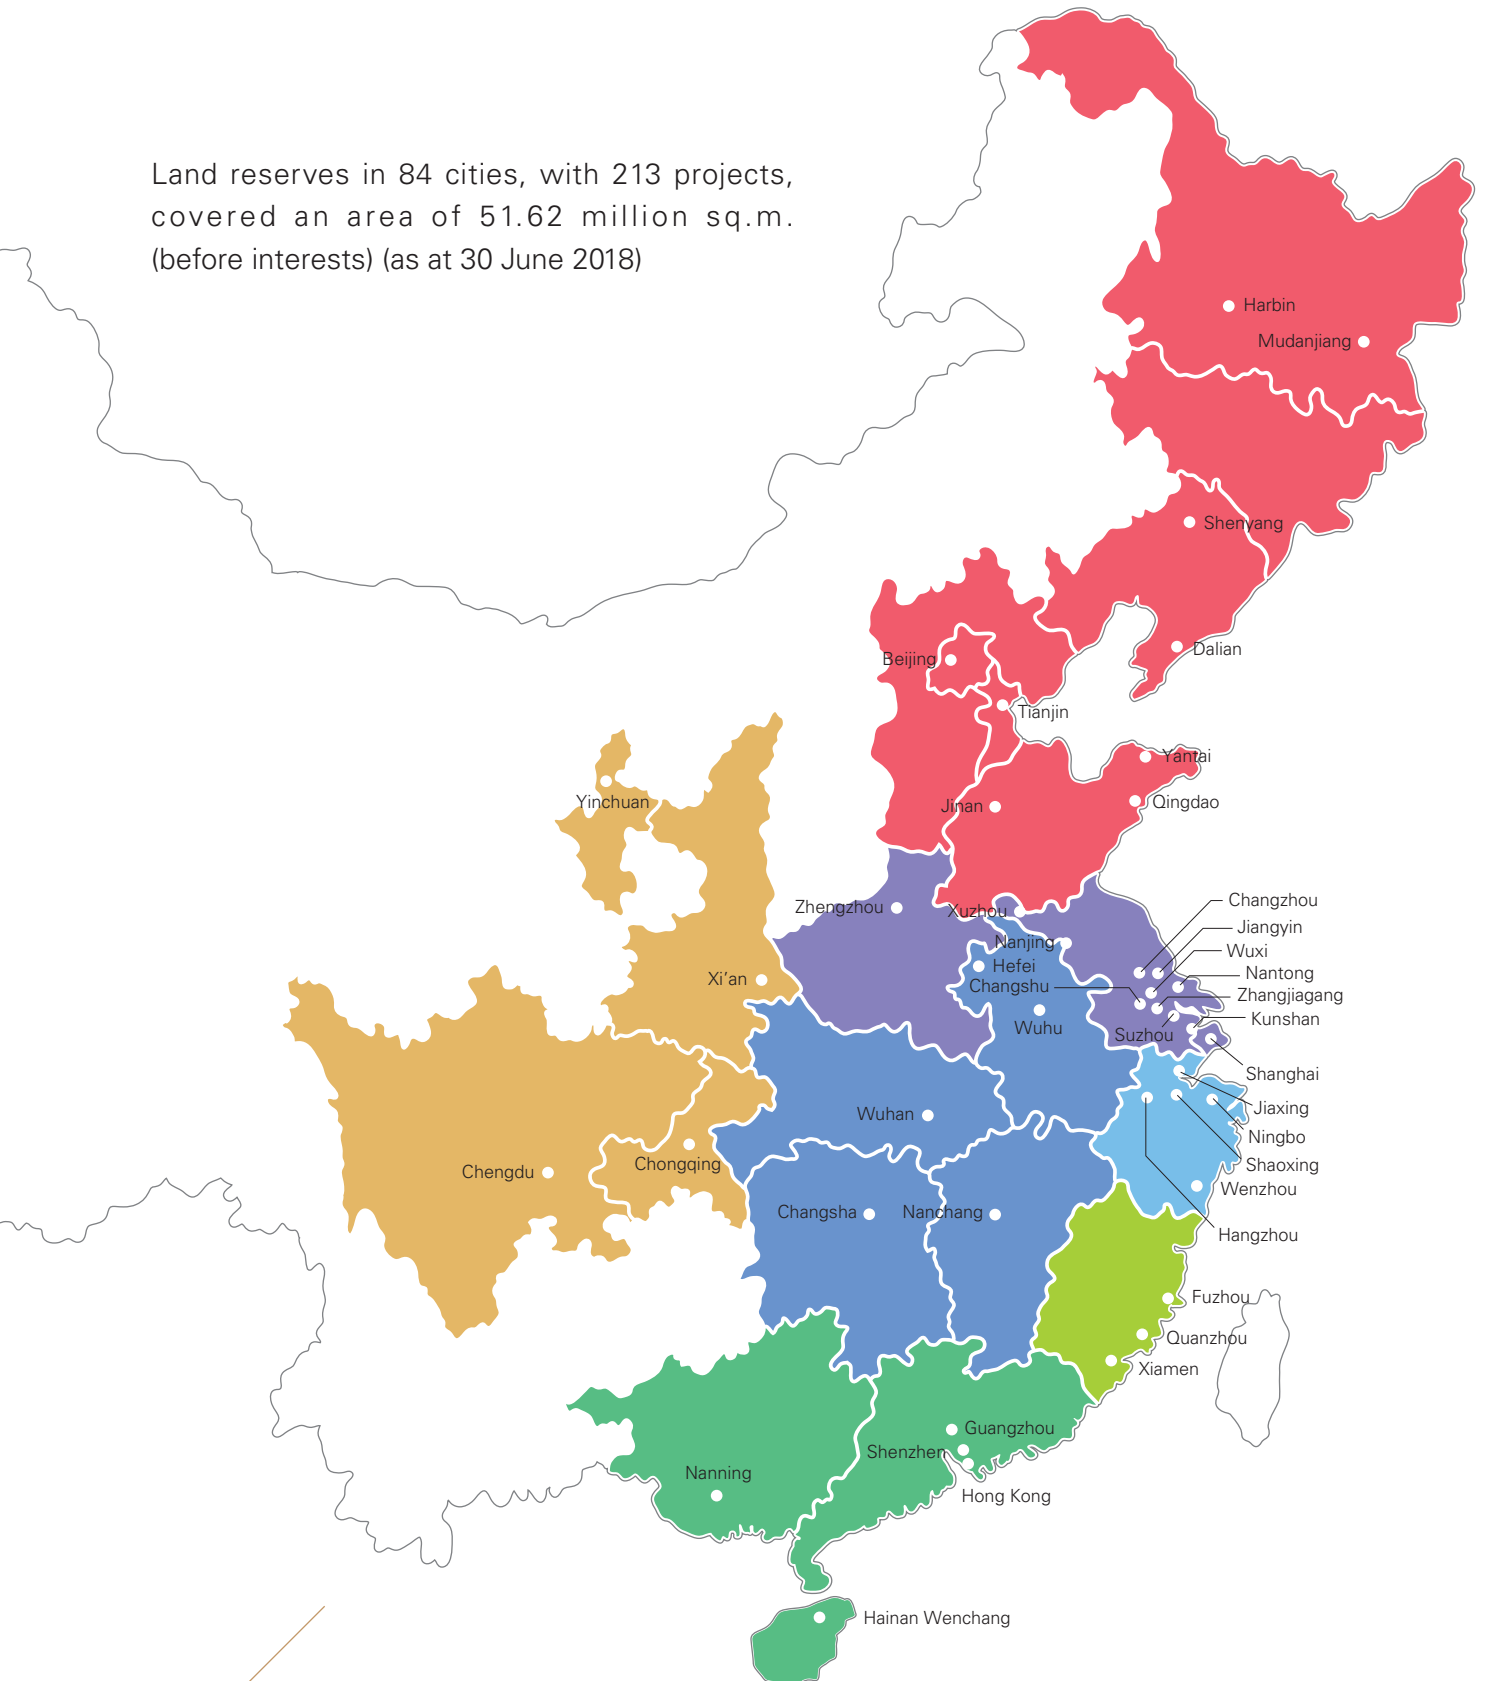 Land reserves in 84 cities, with 213 projects,
covered an area of 51.62 million sq.m.
(before interests) (as at 30 June 2018)
Harbin
Mudanjiang
Shenyang
Dalian
Beijing
Tianjin
Yantai
Jinan
Qingdao
Yinchuan
Zhengzhou
Xuzhou
Changzhou
Jiangyin
Nanjing
Wuxi
Hefei
Nantong
Xi’an
Changshu
Zhangjiagang
Kunshan
Wuhu
Suzhou
Shanghai
Jiaxing
Wuhan
Ningbo
Chongqing
Shaoxing
Chengdu
Wenzhou
Changsha
Nanchang
Hangzhou
Fuzhou
Quanzhou
Xiamen
Guangzhou
Shenzhen
Nanning
Hong Kong
Hainan Wenchang